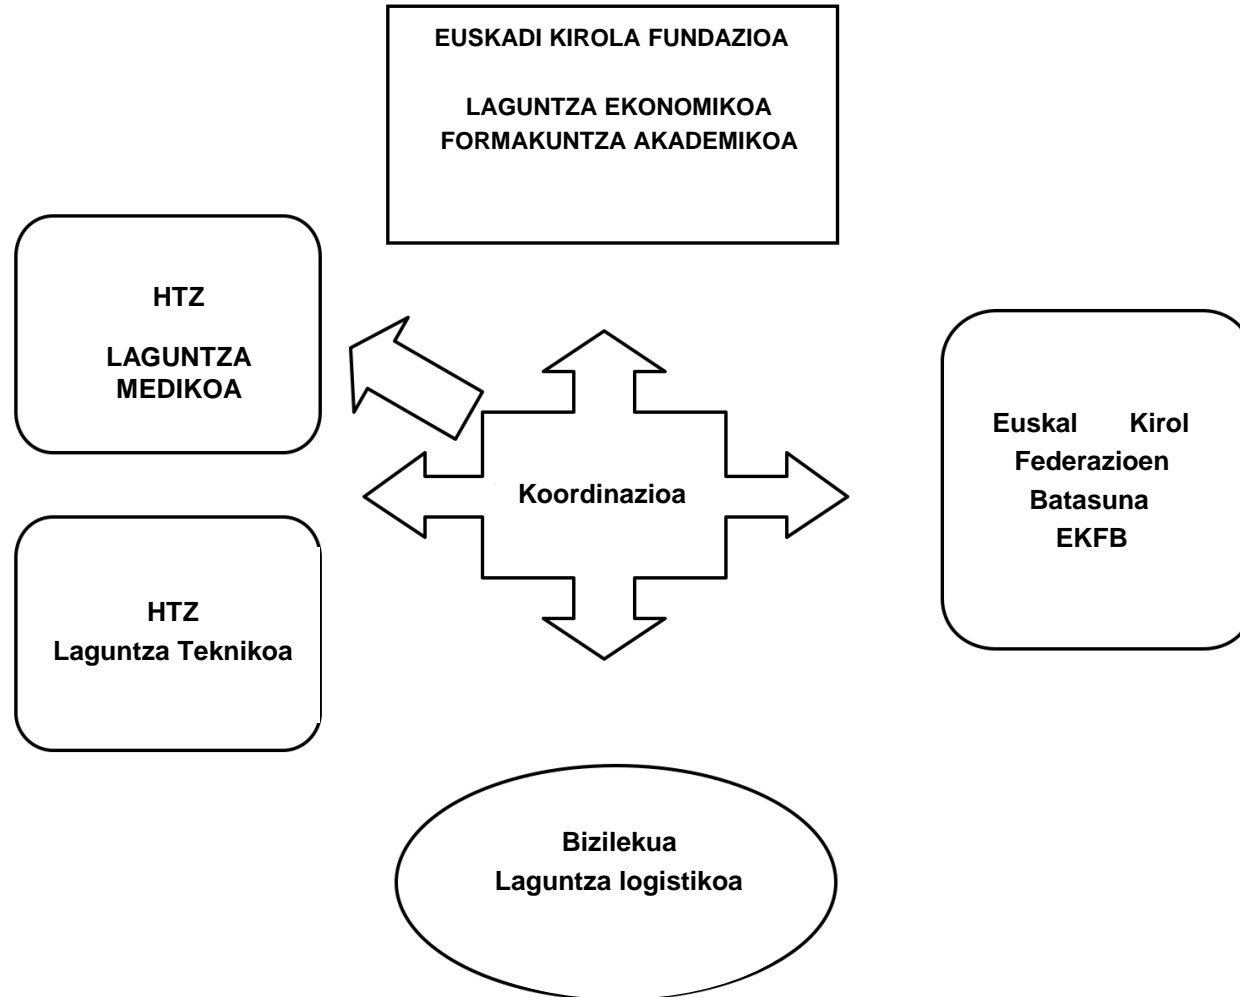 EUSKADI KIROLA FUNDAZIOA
LAGUNTZA EKONOMIKOA
FORMAKUNTZA AKADEMIKOA
HTZ
LAGUNTZA
MEDIKOA
Koordinazioa
Euskal Kirol
Federazioen
Batasuna
EKFB
HTZ
Laguntza Teknikoa
Bizilekua
Laguntza logistikoa